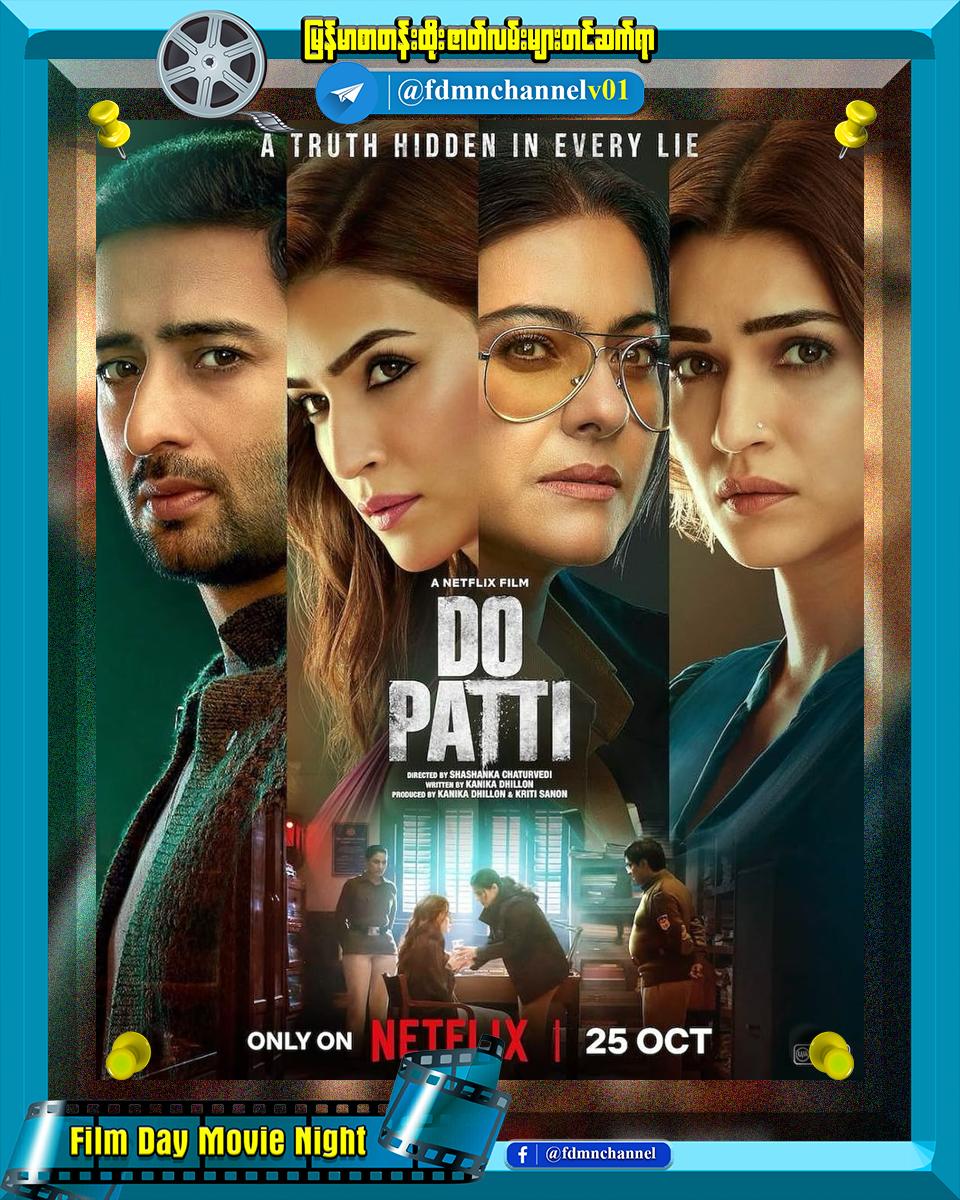 မြန်မာစာတန်းထိုးဇာတ်လမ်းများတင်ဆက်ရာ
@fdmnchannelv01
A TRUTH HIDDEN IN EVERY LIE
A NETFLIX FILM
DO
PATTI
DIRECTED BY SHASHANKA CHATURVEDI
WRITTEN BY KANIKA DHILLON
PRODUCED BY KANIKA DHILLON & KRITI SANON
ONLY ON NETFLIX | 25 OCT
Film Day Movie Night
@fdmnchannel